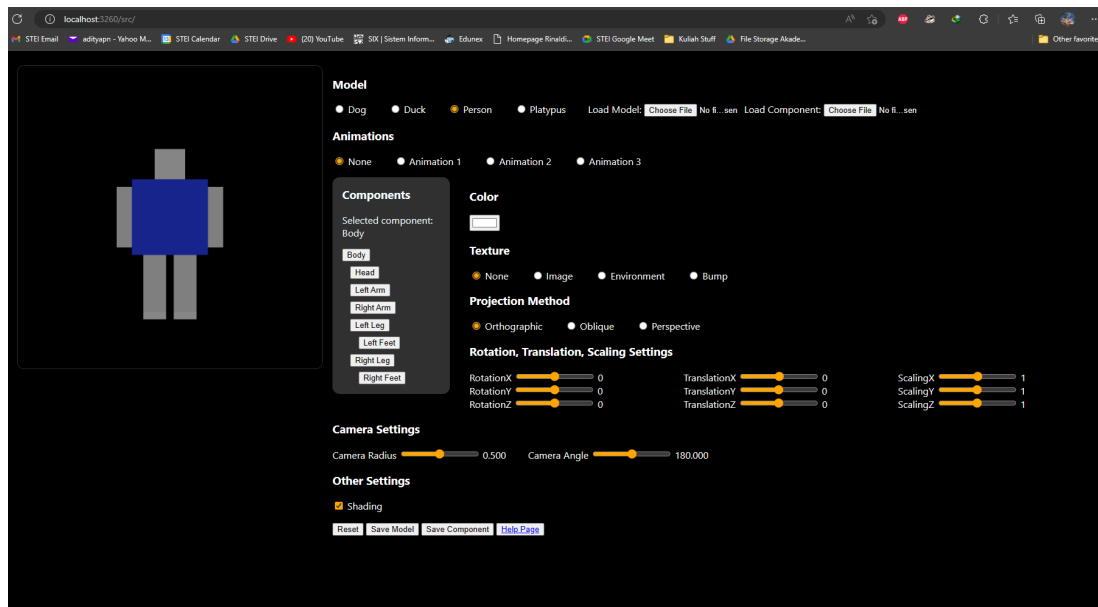 localhost:3260/src/
STEI Email adityapn - Yahoo M... STEI Calendar STEI Drive (20) YouTube SIX | Sistem Inform... Edunex Homepage Rinaldi... STEI Google Meet Kuliah Stuff File Storage Akade... Other favorite
Model
Dog Duck Person Platypus Load Model: Choose File No fi...sen Load Component: Choose File No fi...sen
Animations
None Animation 1 Animation 2 Animation 3
Components
Selected component:
Body
Body
Head
Left Arm
Right Arm
Left Leg
Left Feet
Right Leg
Right Feet
Color
Texture
None Image Environment Bump
Projection Method
Orthographic Oblique Perspective
Rotation, Translation, Scaling Settings
RotationX 0 TranslationX 0 ScalingX 1
RotationY 0 TranslationY 0 ScalingY 1
RotationZ 0 TranslationZ 0 ScalingZ 1
Camera Settings
Camera Radius 0.500 Camera Angle 180.000
Other Settings
Shading
Reset Save Model Save Component Help Page